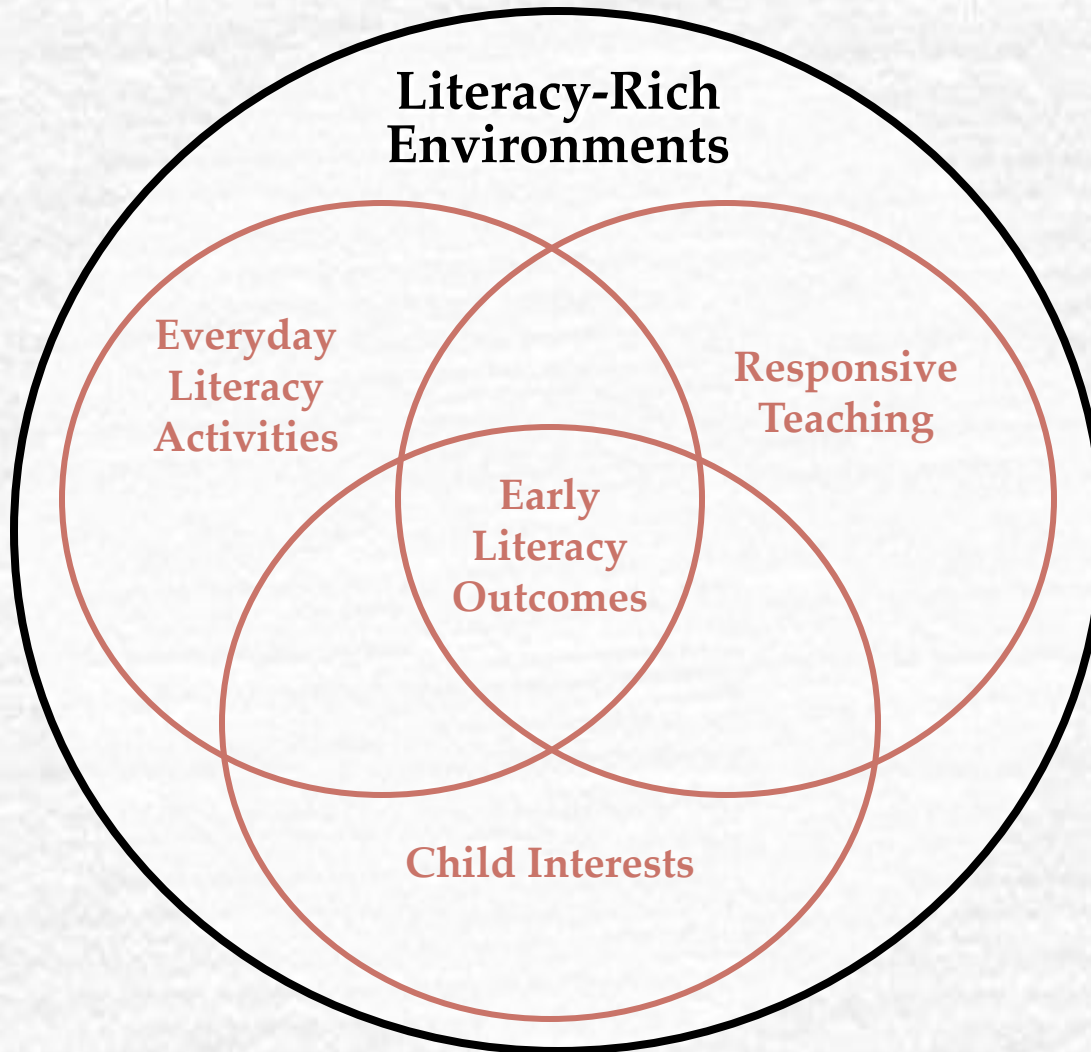 Literacy-Rich
Environments
Everyday
Literacy
Activities
Responsive
Teaching
Early
Literacy
Outcomes
Child Interests